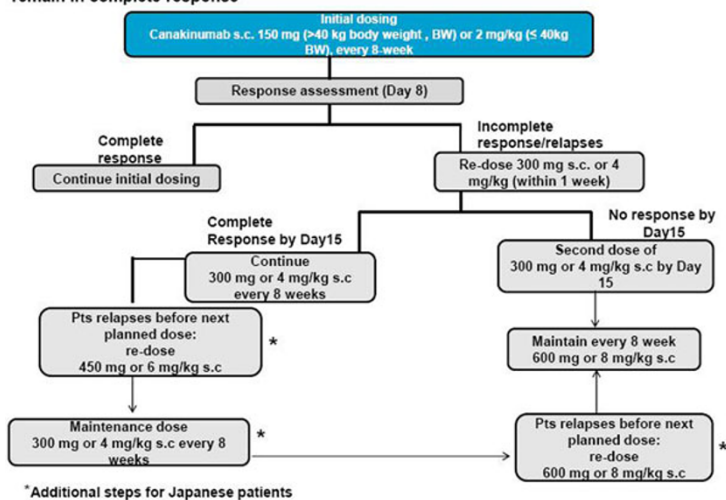 remain in complete response
Initial dosing
Canakinumab s.c. 150 mg (>40 kg body weight , BW) or 2 mg/kg (≤ 40kg
BW), every 8-week
Response assessment (Day 8)
Complete
response
Incomplete
response/relapses
Continue initial dosing
Re-dose 300 mg s.c. or 4
mg/kg (within 1 week)
Complete
Response by Day15
No response by
Day15
Continue
300 mg or 4 mg/kg s.c
every 8 weeks
Second dose of
300 mg or 4 mg/kg s.c by Day
15
Pts relapses before next
planned dose:
re-dose
450 mg or 6 mg/kg s.c
*
Maintain every 8 week
600 mg or 8 mg/kg s.c
Maintenance dose
300 mg or 4 mg/kg s.c every 8
weeks
*
Pts relapses before next
planned dose:
re-dose
600 mg or 8 mg/kg s.c
*
*Additional steps for Japanese patients